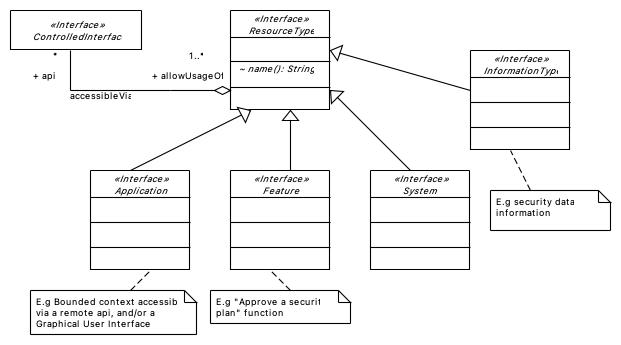 «Interface»
ControlledInterfac
«Interface»
ResourceType
~ name(): String
*
1..*
+ api
+ allowUsageOf
accessibleVia
«Interface»
InformationType
«Interface»
Application
«Interface»
Feature
«Interface»
System
E.g security data
information
E.g Bounded context accessib
via a remote api, and/or a
Graphical User Interface
E.g "Approve a securit
plan" function